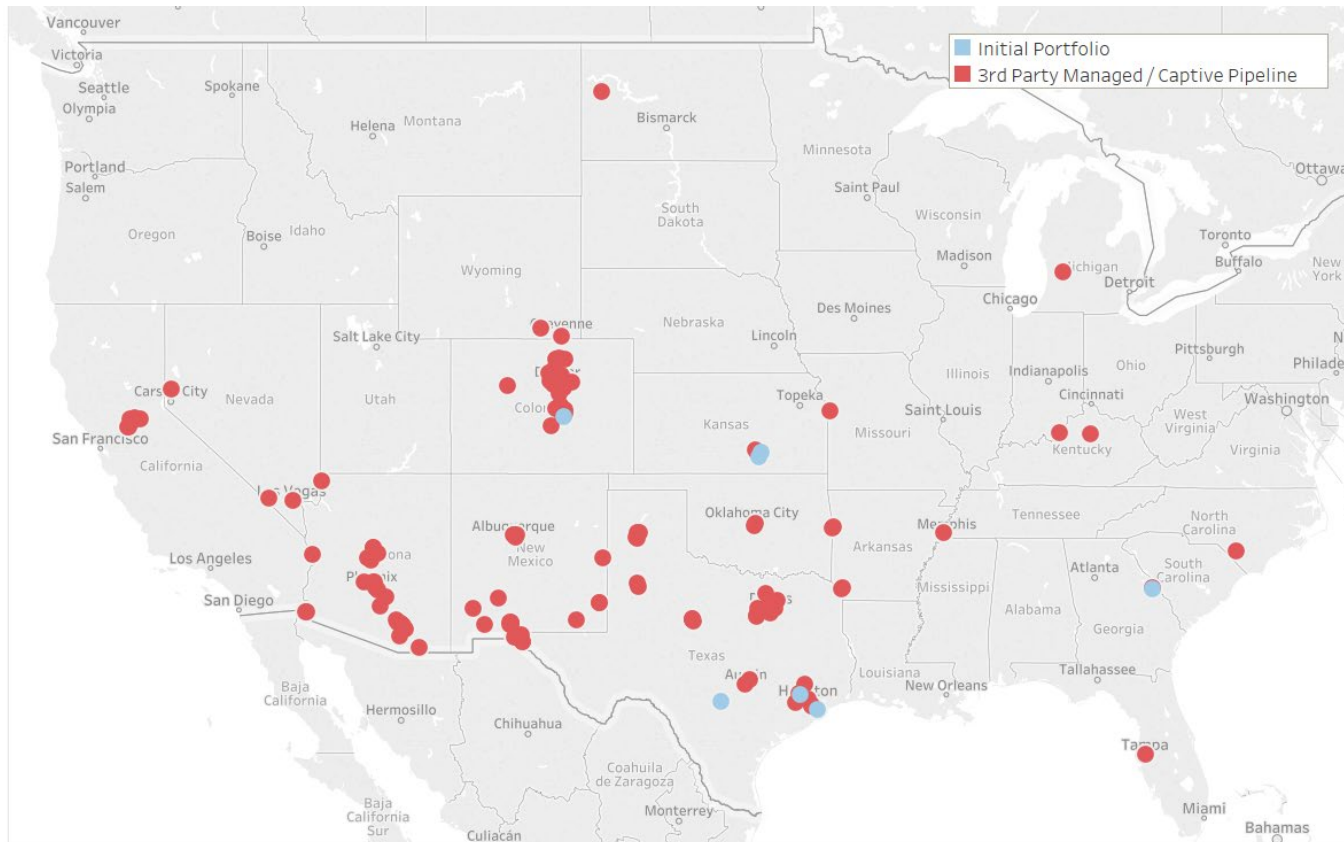 Vancouver
Victoria
Seattle
Olympia
Spokane
Portland
Salem
Oregon
Boise
Idaho
Helena
Montana
Bismarck
Minnesota
Saint Paul
South
Dakota
Wisconsin
Madison
Wyoming
Initial Portfolio
3rd Party Managed / Captive Pipeline
Ottawa
Toronto
Buffalo
New
York
Detroit
Chicago
Des Moines
Nebraska
Lincoln
Salt Lake City
Nevada
Utah
San Francisco
California
Topeka
Kansas
Saint Louis
Missouri
Illinois
Indianapolis
Ohio
Cincinnati
Pittsburgh
West
Virginia
Washington
Virginia
Kentucky
Los Angeles
San Diego
Albuquerque
New
Mexico
Oklahoma City
Arkansas
Tennessee
North
Carolina
South
Carolina
Atlanta
Mississippi
Alabama
Georgia
Texas
Louisiana
New Orleans
Tallahassee
Tampa
Miami
Bahamas
Baja
California
Hermosillo
Chihuahua
Coahuila
de Zaragoza
Monterrey
Baja
California
Sur
Culiacán